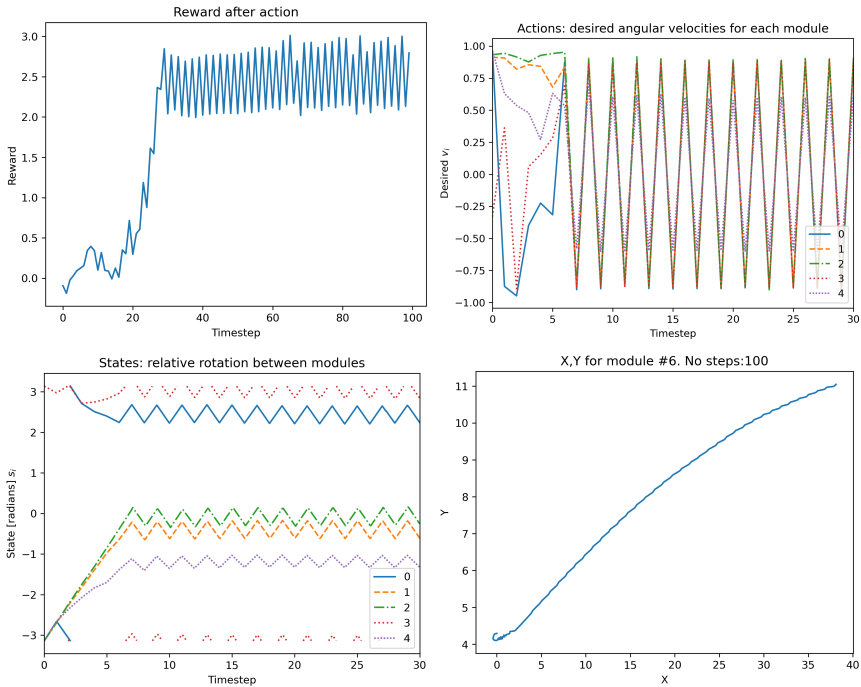 Reward after action
3.0
2.5
2.0
1.5
1.0
0.5
0.0
Reward
0 20 40 60 80 100
Timestep
Actions: desired angular velocities for each module
1.00
0.75
0.50
0.25
0.00
−0.25
−0.50
−0.75
−1.00
Desired vᵢ
0
1
2
3
4
0 5 10 15 20 25 30
Timestep
States: relative rotation between modules
3
2
1
0
−1
−2
−3
State [radians] sᵢ
0
1
2
3
4
0 5 10 15 20 25 30
Timestep
X,Y for module #6. No steps:100
11
10
9
8
7
6
5
4
Y
0 5 10 15 20 25 30 35 40
X